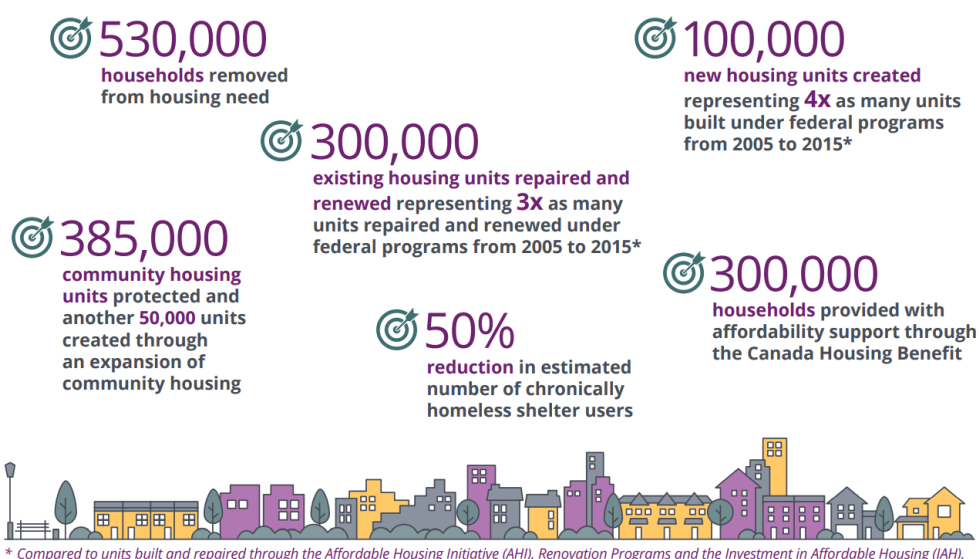 530,000
households removed
from housing need
100,000
new housing units created
representing 4x as many units
built under federal programs
from 2005 to 2015*
300,000
existing housing units repaired and
renewed representing 3x as many
units repaired and renewed under
federal programs from 2005 to 2015*
385,000
community housing
units protected and
another 50,000 units
created through
an expansion of
community housing
300,000
households provided with
affordability support through
the Canada Housing Benefit
50%
reduction in estimated
number of chronically
homeless shelter users
* Compared to units built and repaired through the Affordable Housing Initiative (AHI), Renovation Programs and the Investment in Affordable Housing (IAH).